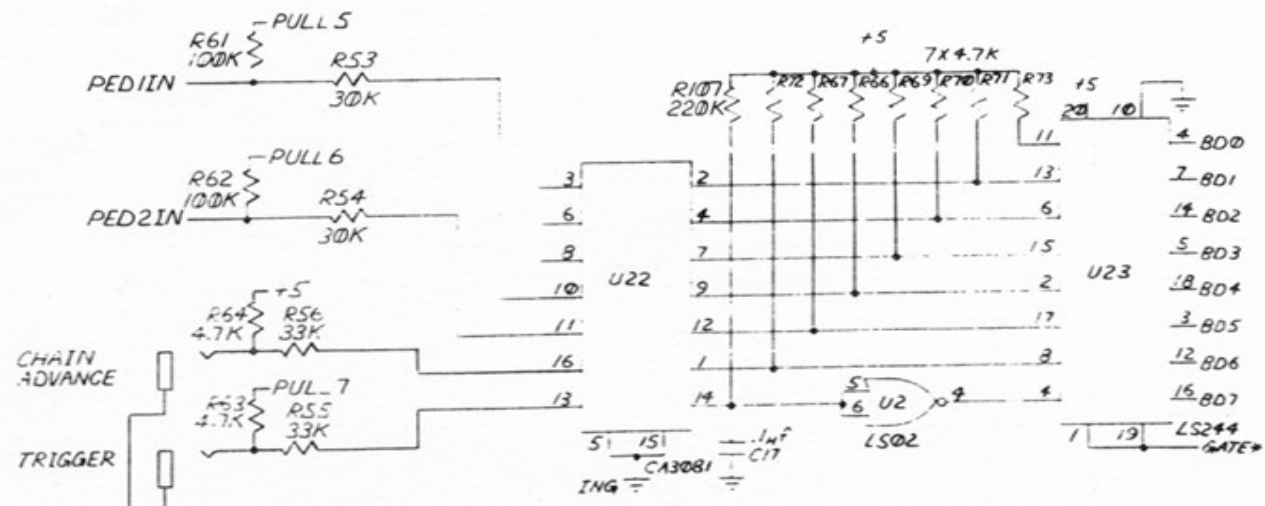 PULL5
R61
100K
R53
30K
PED1IN
PULL6
R62
100K
R54
30K
PED2IN
+5
R64
4.7K
R56
33K
CHAIN
ADVANCE
PUL_7
R63
4.7K
R55
33K
TRIGGER
3
6
8
10
11
16
13
U22
2
4
7
9
12
1
14
5 15
CA3081
ING
+5
7X4.7K
R107
220K
R72 R67 R66 R69 R70 R71 R73
.1µf
C17
5
6
U2
4
LS02
+5
20 10
11
13
6
15
2
17
8
4
U23
4 BD0
7 BD1
14 BD2
5 BD3
18 BD4
3 BD5
12 BD6
16 BD7
1 19
LS244
GATE*